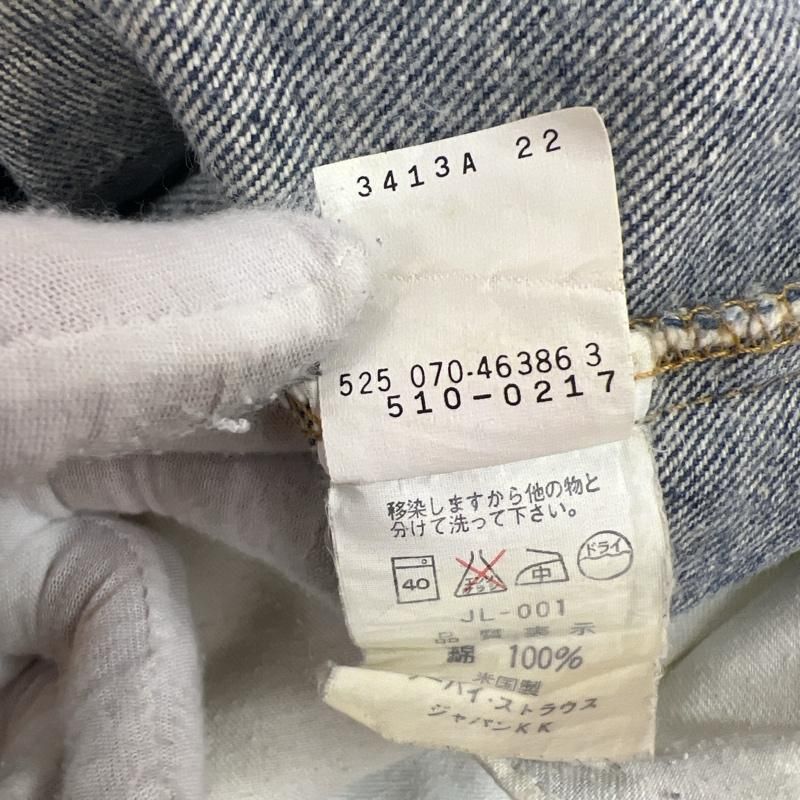 3413A 22
525 070-46386 3
510-0217
移染しますから他の物と
分けて洗って下さい。
40 中 ドライ
JL-001
品質表示
綿 100%
米国製
ーバイ・ストラウス
ジャパンKK